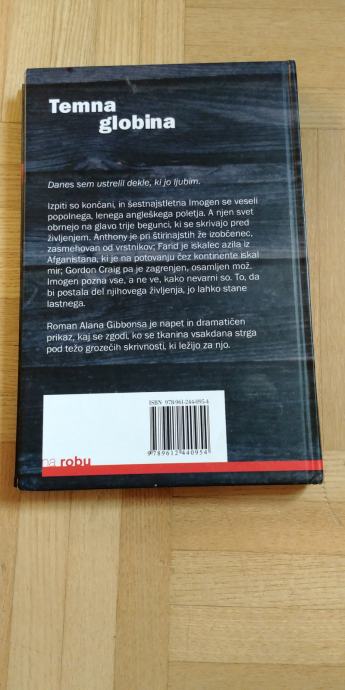 Temna
globina
Danes sem ustrelil dekle, ki jo ljubim.
Izpiti so končani, in šestnajstletna Imogen se veseli
popolnega, lenega angleškega poletja. A njen svet
obrnejo na glavo trije begunci, ki se skrivajo pred
življenjem. Anthony je pri štirinajstih že izobčenec,
zasmehovan od vrstnikov; Farid je iskalec azila iz
Afganistana, ki je na potovanju čez kontinente iskal
mir; Gordon Craig pa je zagrenjen, osamljen mož.
Imogen pozna vse, a ne ve, kako nevarni so. To, da
bi postala del njihovega življenja, jo lahko stane
lastnega.
Roman Alana Gibbonsa je napet in dramatičen
prikaz, kaj se zgodi, ko se tkanina vsakdana strga
pod težo grozečih skrivnosti, ki ležijo za njo.
ISBN 978-961-244-095-4
9789612440954
na robu